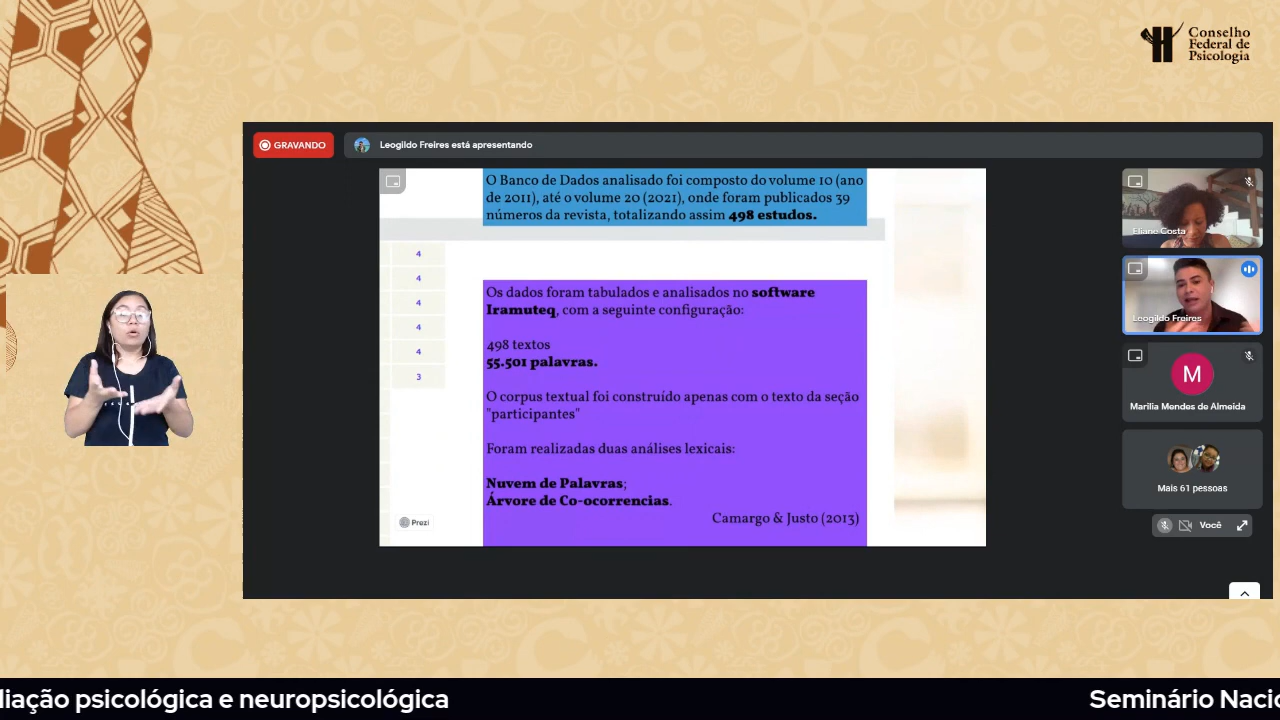 Conselho
Federal de
Psicologia
GRAVANDO
Leogildo Freires está apresentando
O Banco de Dados analisado foi composto do volume 10 (ano
de 2011), até o volume 20 (2021), onde foram publicados 39
números da revista, totalizando assim 498 estudos.
4
4
4
4
4
3
Os dados foram tabulados e analisados no software
Iramuteq, com a seguinte configuração:
498 textos
55.501 palavras.
O corpus textual foi construído apenas com o texto da seção
"participantes"
Foram realizadas duas análises lexicais:
Nuvem de Palavras;
Árvore de Co-ocorrencias.
Camargo & Justo (2013)
Prezi
Eliane Costa
Leogildo Freires
M
Marilia Mendes de Almeida
Mais 61 pessoas
Você
liação psicológica e neuropsicológica
Seminário Nacio